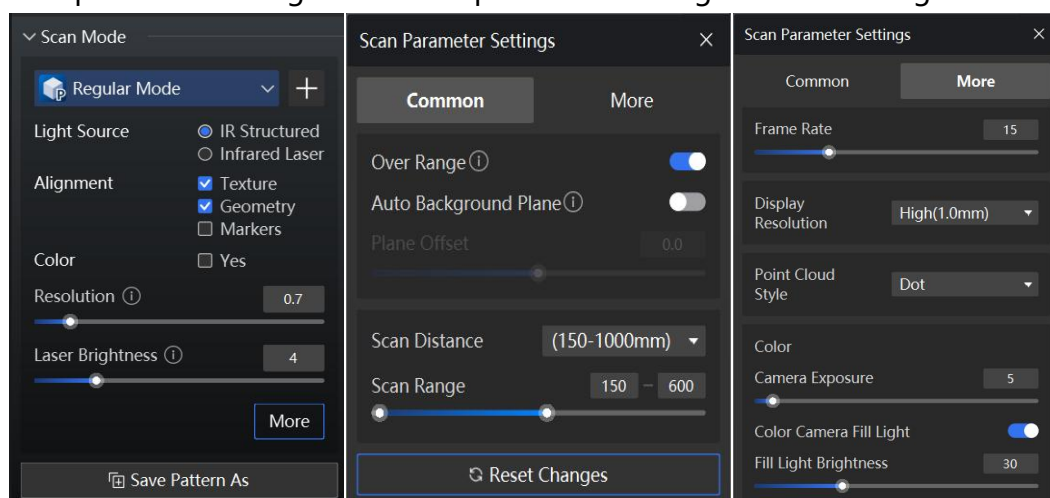 Scan Mode
Regular Mode
Light Source
IR Structured
Infrared Laser
Alignment
Texture
Geometry
Markers
Color
Yes
Resolution
0.7
Laser Brightness
4
More
Save Pattern As
Scan Parameter Settings
Common
More
Over Range
Auto Background Plane
Plane Offset
0.0
Scan Distance
(150-1000mm)
Scan Range
150 – 600
Reset Changes
Scan Parameter Settings
Common
More
Frame Rate
15
Display
Resolution
High(1.0mm)
Point Cloud
Style
Dot
Color
Camera Exposure
5
Color Camera Fill Light
Fill Light Brightness
30